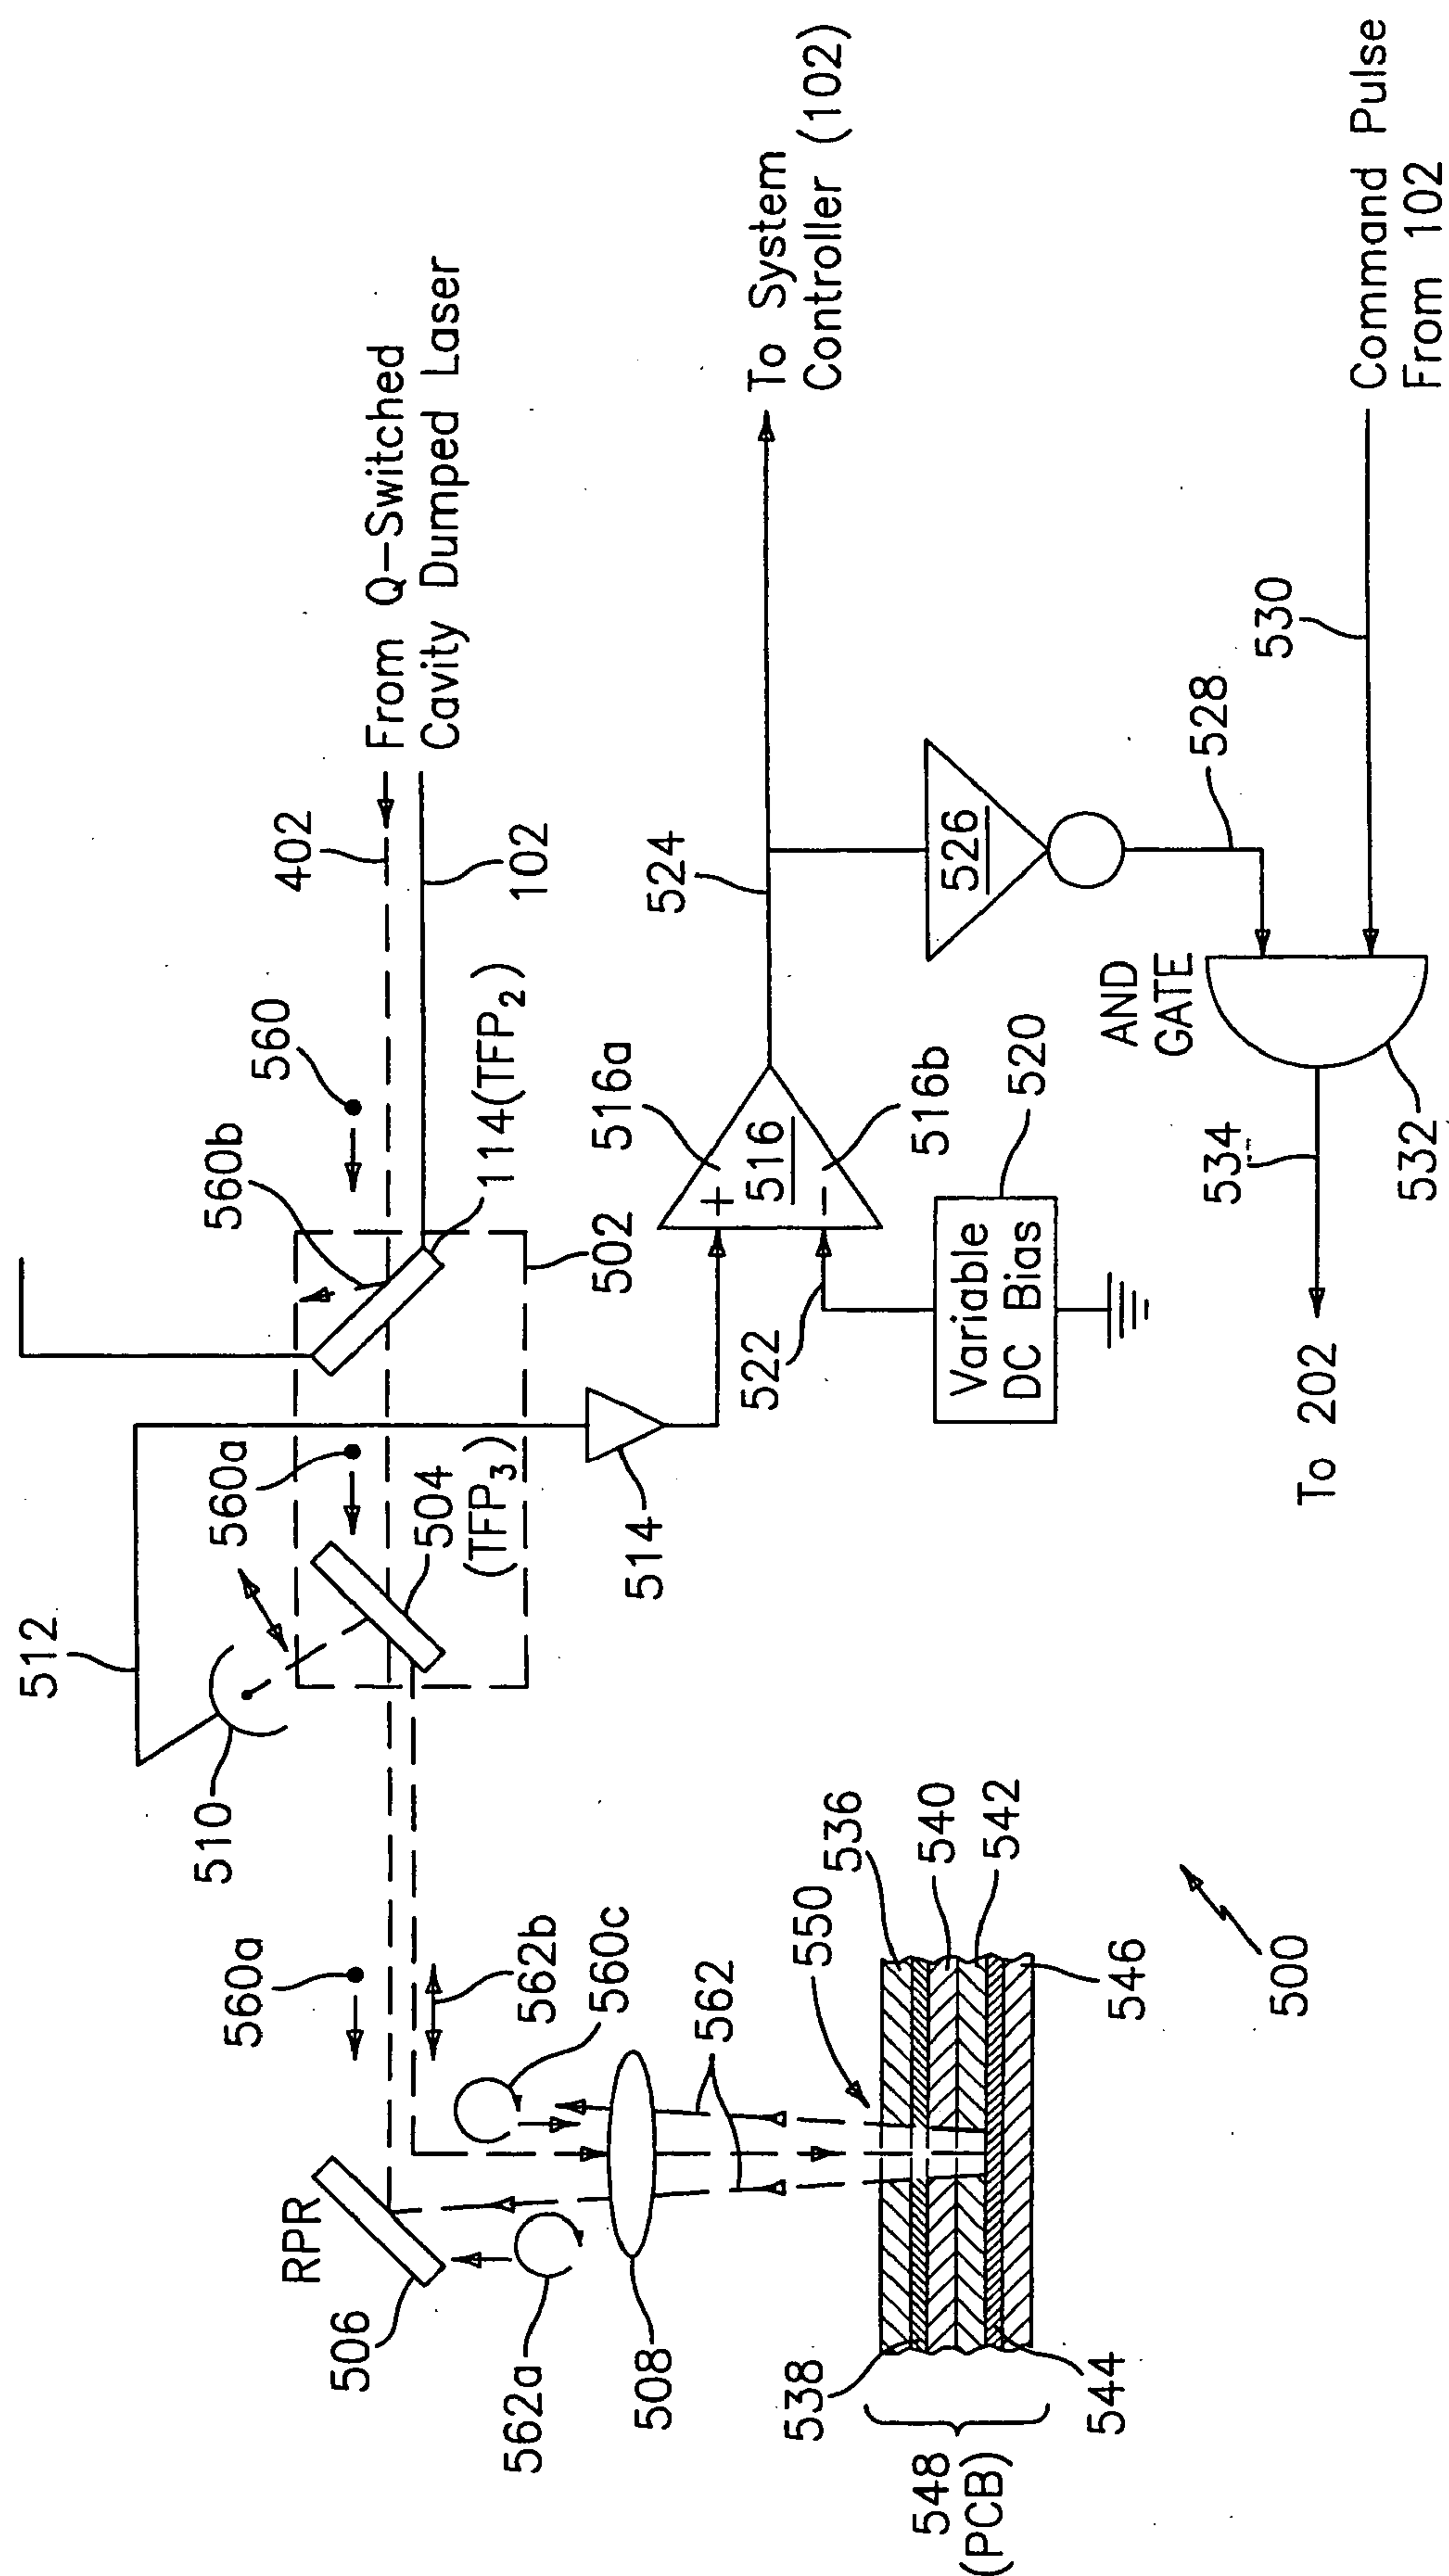 From Q-Switched
Cavity Dumped Laser
402
102
560
560b
114(TFP2)
502
560a
504
(TFP3)
512
510
514
560a
562b
560c
562
RPR
506
562a
508
550
536
540
542
546
538
544
548
(PCB)
500
516a
+
516
−
516b
520
522
Variable
DC Bias
524
To System
Controller (102)
526
528
530
Command Pulse
From 102
AND
GATE
532
534
To 202